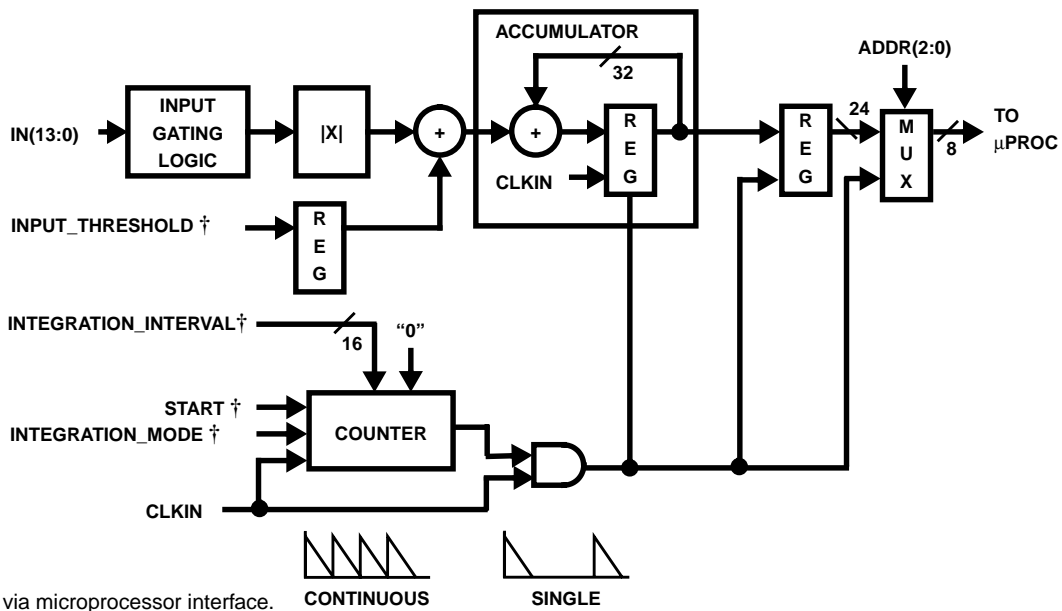 ACCUMULATOR
ADDR(2:0)
32
INPUT
GATING
LOGIC
|X|
+
+
R
E
G
R
E
G
24
M
U
X
8
TO
μPROC
IN(13:0)
CLKIN
INPUT_THRESHOLD †
R
E
G
INTEGRATION_INTERVAL†
16
“0”
START †
INTEGRATION_MODE †
COUNTER
CLKIN
via microprocessor interface.
CONTINUOUS
SINGLE